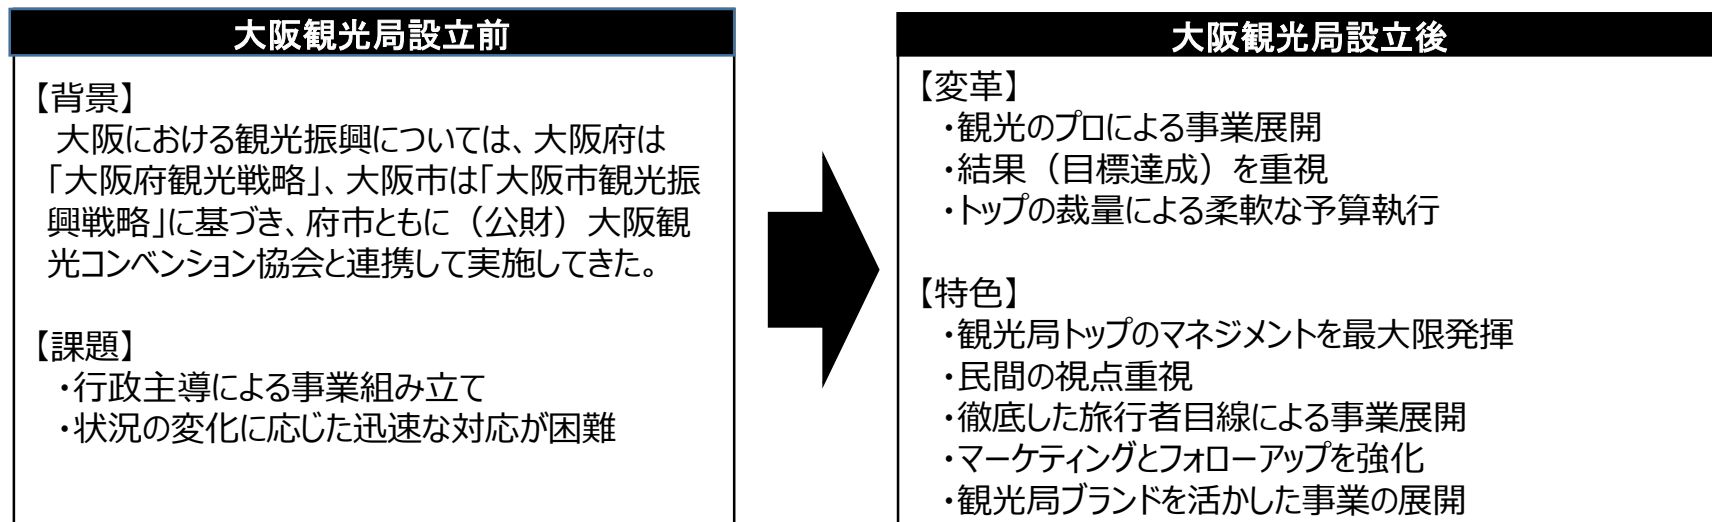 大阪観光局設立前
【背景】
大阪における観光振興については、大阪府は
「大阪府観光戦略」、大阪市は「大阪市観光振
興戦略」に基づき、府市ともに（公財）大阪観
光コンベンション協会と連携して実施してきた。
【課題】
・行政主導による事業組み立て
・状況の変化に応じた迅速な対応が困難
大阪観光局設立後
【変革】
・観光のプロによる事業展開
・結果（目標達成）を重視
・トップの裁量による柔軟な予算執行
【特色】
・観光局トップのマネジメントを最大限発揮
・民間の視点重視
・徹底した旅行者目線による事業展開
・マーケティングとフォローアップを強化
・観光局ブランドを活かした事業の展開